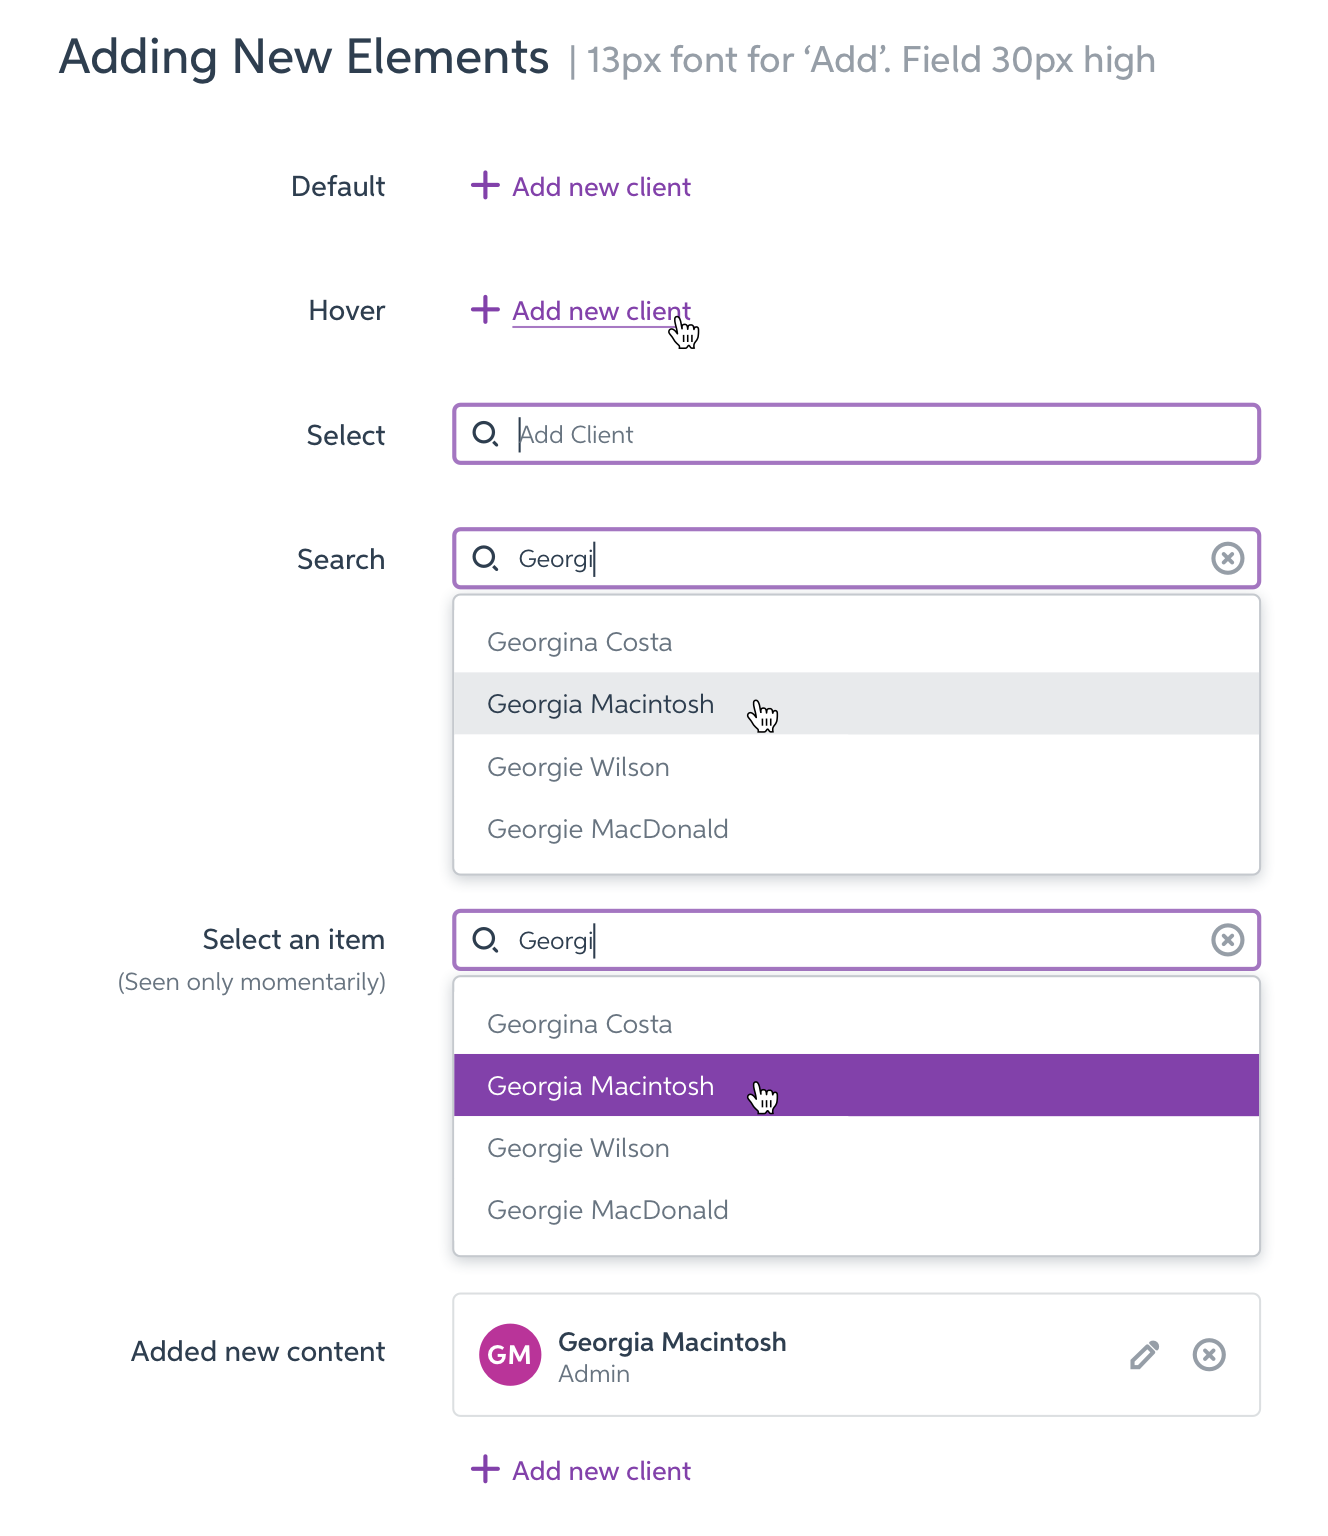 Adding New Elements | 13px font for ‘Add’. Field 30px high
Default
Add new client
Hover
Add new client
Select
Add Client
Search
Georgi
Georgina Costa
Georgia Macintosh
Georgie Wilson
Georgie MacDonald
Select an item
(Seen only momentarily)
Georgi
Georgina Costa
Georgia Macintosh
Georgie Wilson
Georgie MacDonald
Added new content
GM
Georgia Macintosh
Admin
Add new client